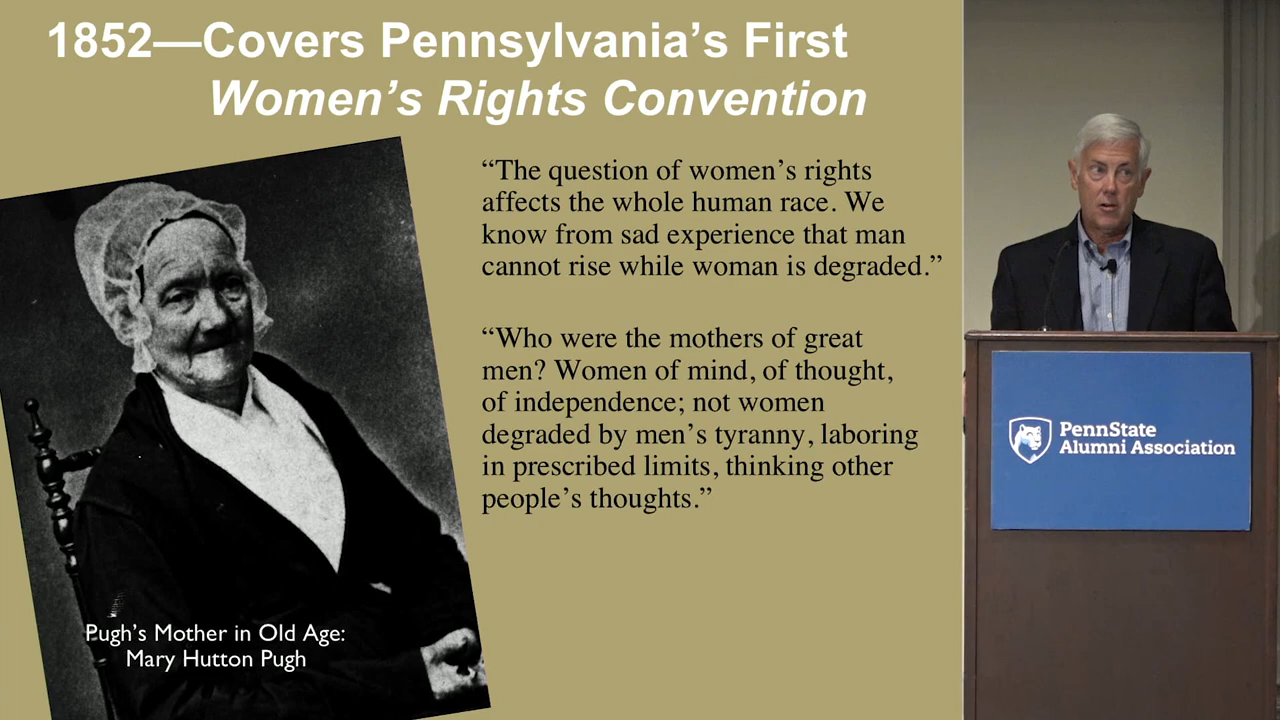 1852—Covers Pennsylvania’s First
Women’s Rights Convention
“The question of women’s rights
affects the whole human race. We
know from sad experience that man
cannot rise while woman is degraded.”
“Who were the mothers of great
men? Women of mind, of thought,
of independence; not women
degraded by men’s tyranny, laboring
in prescribed limits, thinking other
people’s thoughts.”
Pugh’s Mother in Old Age:
Mary Hutton Pugh
PennState
Alumni Association